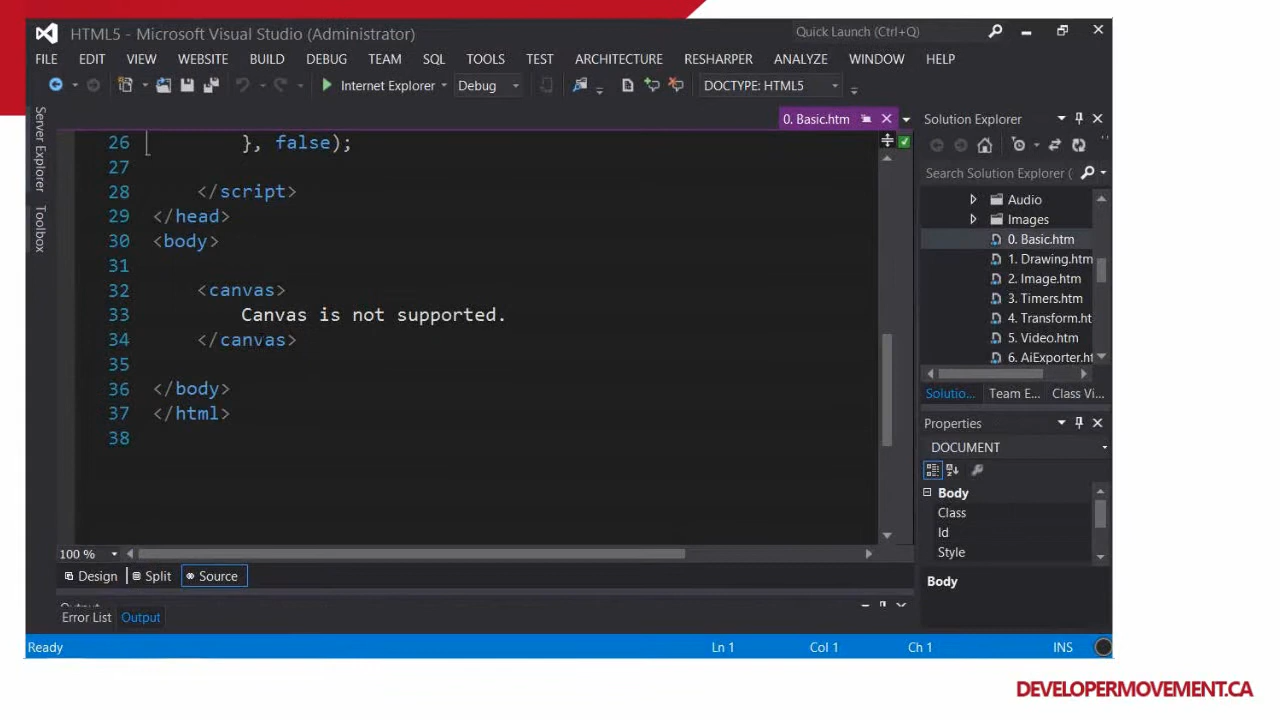 HTML5 - Microsoft Visual Studio (Administrator)
Quick Launch (Ctrl+Q)
FILE EDIT VIEW WEBSITE BUILD DEBUG TEAM SQL TOOLS TEST ARCHITECTURE RESHARPER ANALYZE WINDOW HELP
Internet Explorer Debug DOCTYPE: HTML5
Server Explorer
Toolbox
0. Basic.htm
26 }, false);
27
28 </script>
29 </head>
30 <body>
31
32 <canvas>
33 Canvas is not supported.
34 </canvas>
35
36 </body>
37 </html>
38
100 %
Design Split Source
Error List Output
Solution Explorer
Search Solution Explorer (
Audio
Images
0. Basic.htm
1. Drawing.htm
2. Image.htm
3. Timers.htm
4. Transform.ht
5. Video.htm
6. AiExporter.ht
Solutio... Team E... Class Vi...
Properties
DOCUMENT
Body
Class
Id
Style
Body
Ready Ln 1 Col 1 Ch 1 INS
DEVELOPERMOVEMENT.CA